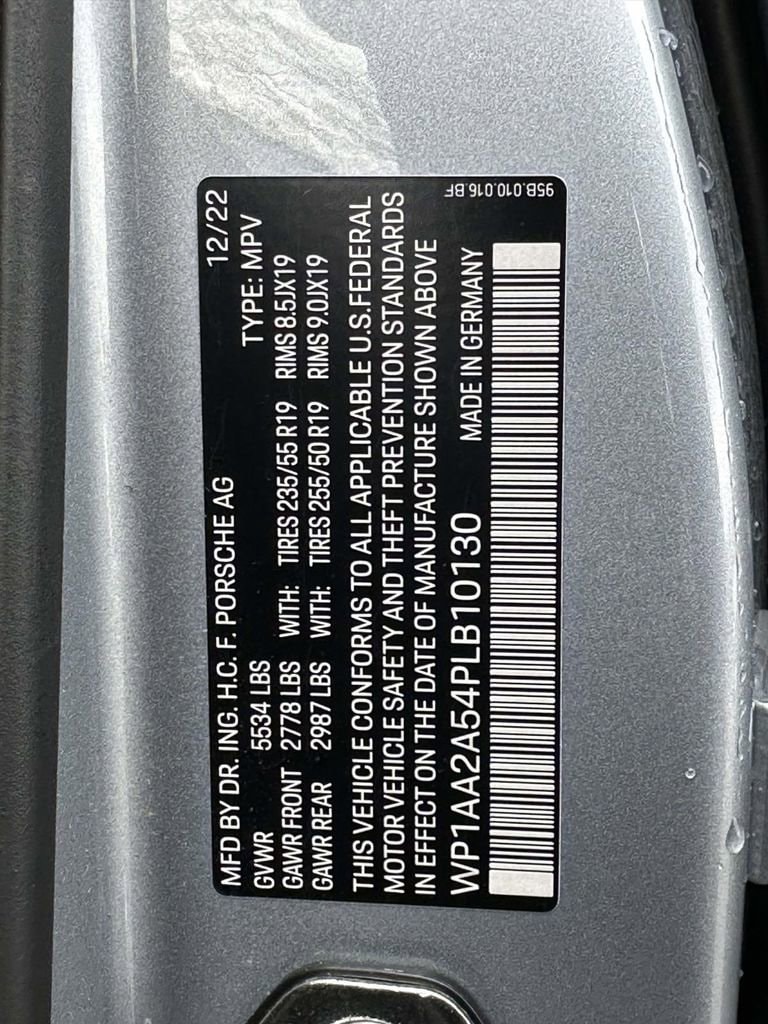 MFD BY DR. ING. H.C. F. PORSCHE AG 12/22
GVWR 5534 LBS TYPE: MPV
GAWR FRONT 2778 LBS WITH: TIRES 235/55 R19 RIMS 8.5JX19
GAWR REAR 2987 LBS WITH: TIRES 255/50 R19 RIMS 9.0JX19
THIS VEHICLE CONFORMS TO ALL APPLICABLE U.S.FEDERAL
MOTOR VEHICLE SAFETY AND THEFT PREVENTION STANDARDS
IN EFFECT ON THE DATE OF MANUFACTURE SHOWN ABOVE
WP1AA2A54PLB10130 MADE IN GERMANY
95B.010.016.BF